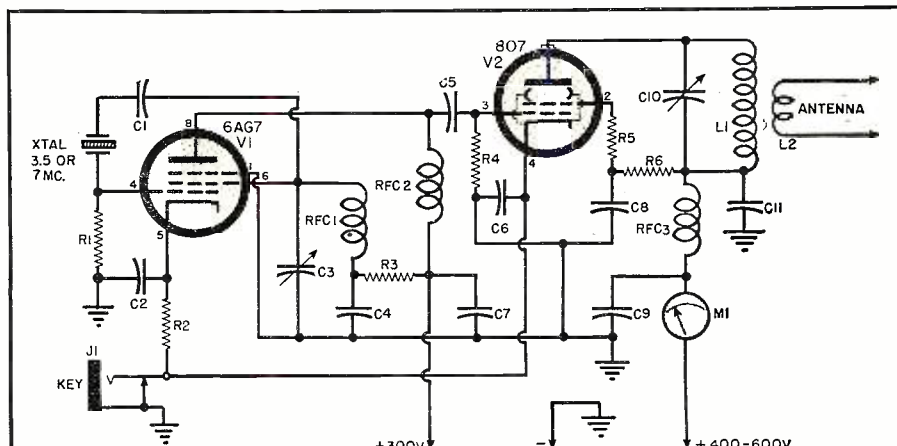 807
V2
C5
C1
8
6AG7
V1
3
2
C10
ANTENNA
XTAL
3.5 OR
7 MC.
R4
R5
L1
4
L2
1
6
4
RFC2
R6
5
RFC1
C6
C8
RFC3
C11
R1
C3
R3
C2
C4
C7
C9
M1
R2
J1
KEY
+300V
-
+400-600V